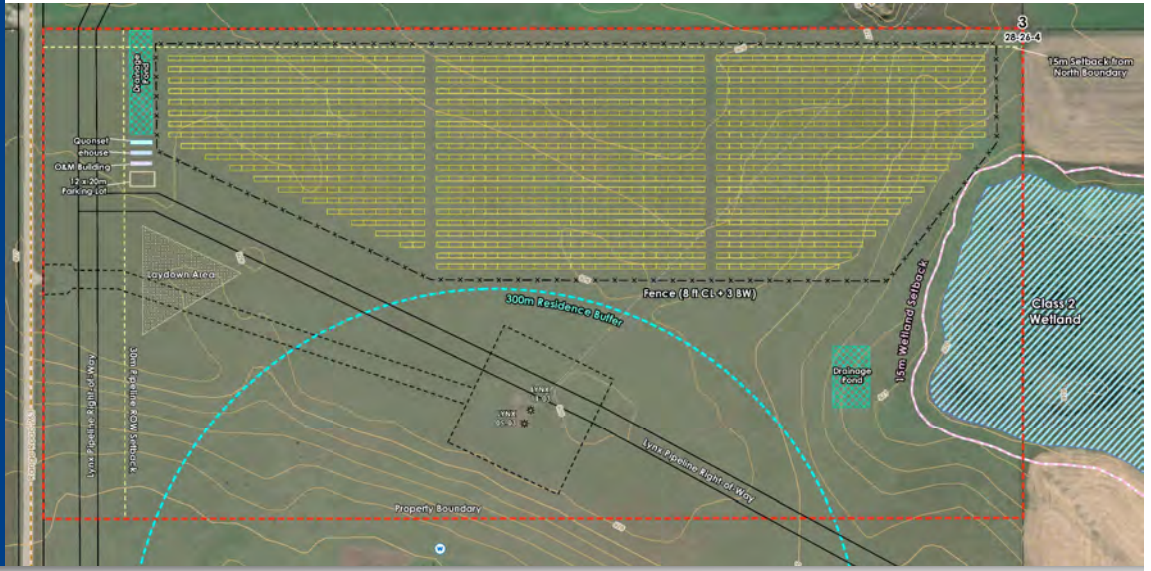 3
28-26-4
15m Setback from
North Boundary
Drainage
Pond
Quonset
ehouse
O&M Building
12 x 20m
Parking Lot
Laydown Area
Fence (8 ft CL + 3 BW)
300m Residence Buffer
Class 2
Wetland
15m Wetland Setback
Drainage
Pond
LYNX
LYNX
Lynx Pipeline Right-of-Way
30m Pipeline ROW Setback
Lynx Pipeline Right-of-Way
Property Boundary